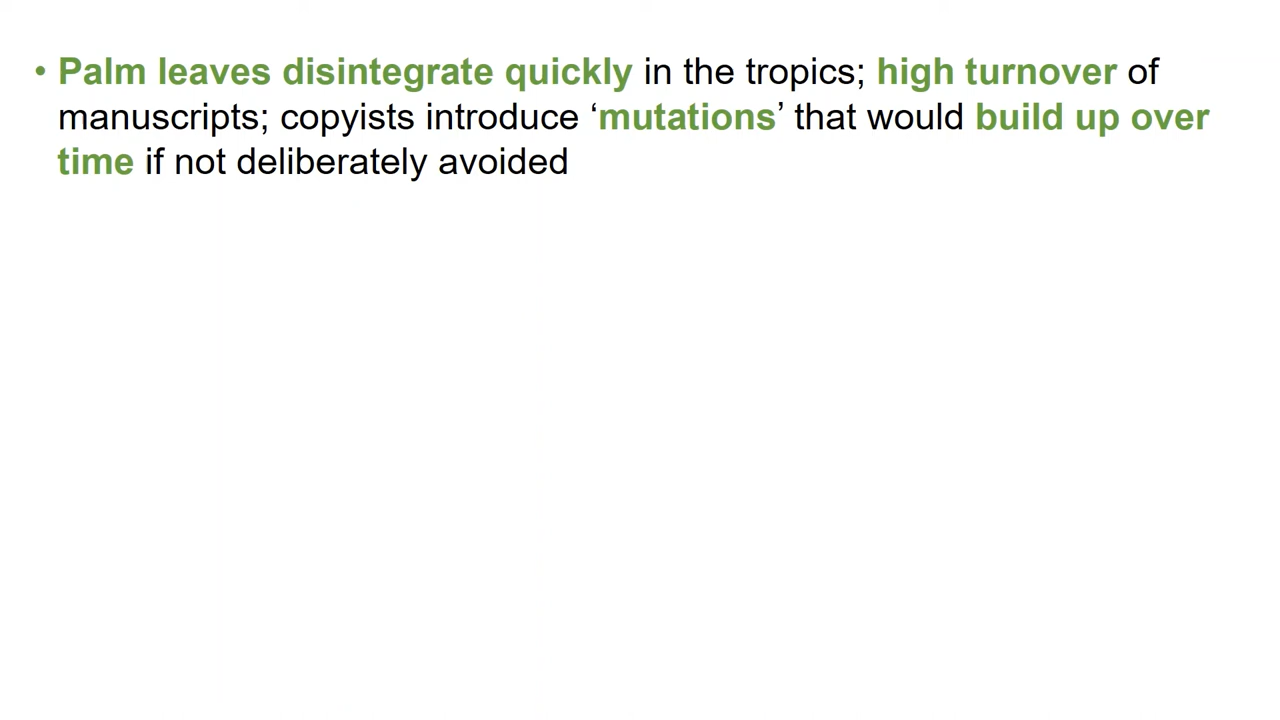 • Palm leaves disintegrate quickly in the tropics; high turnover of
manuscripts; copyists introduce ‘mutations’ that would build up over
time if not deliberately avoided